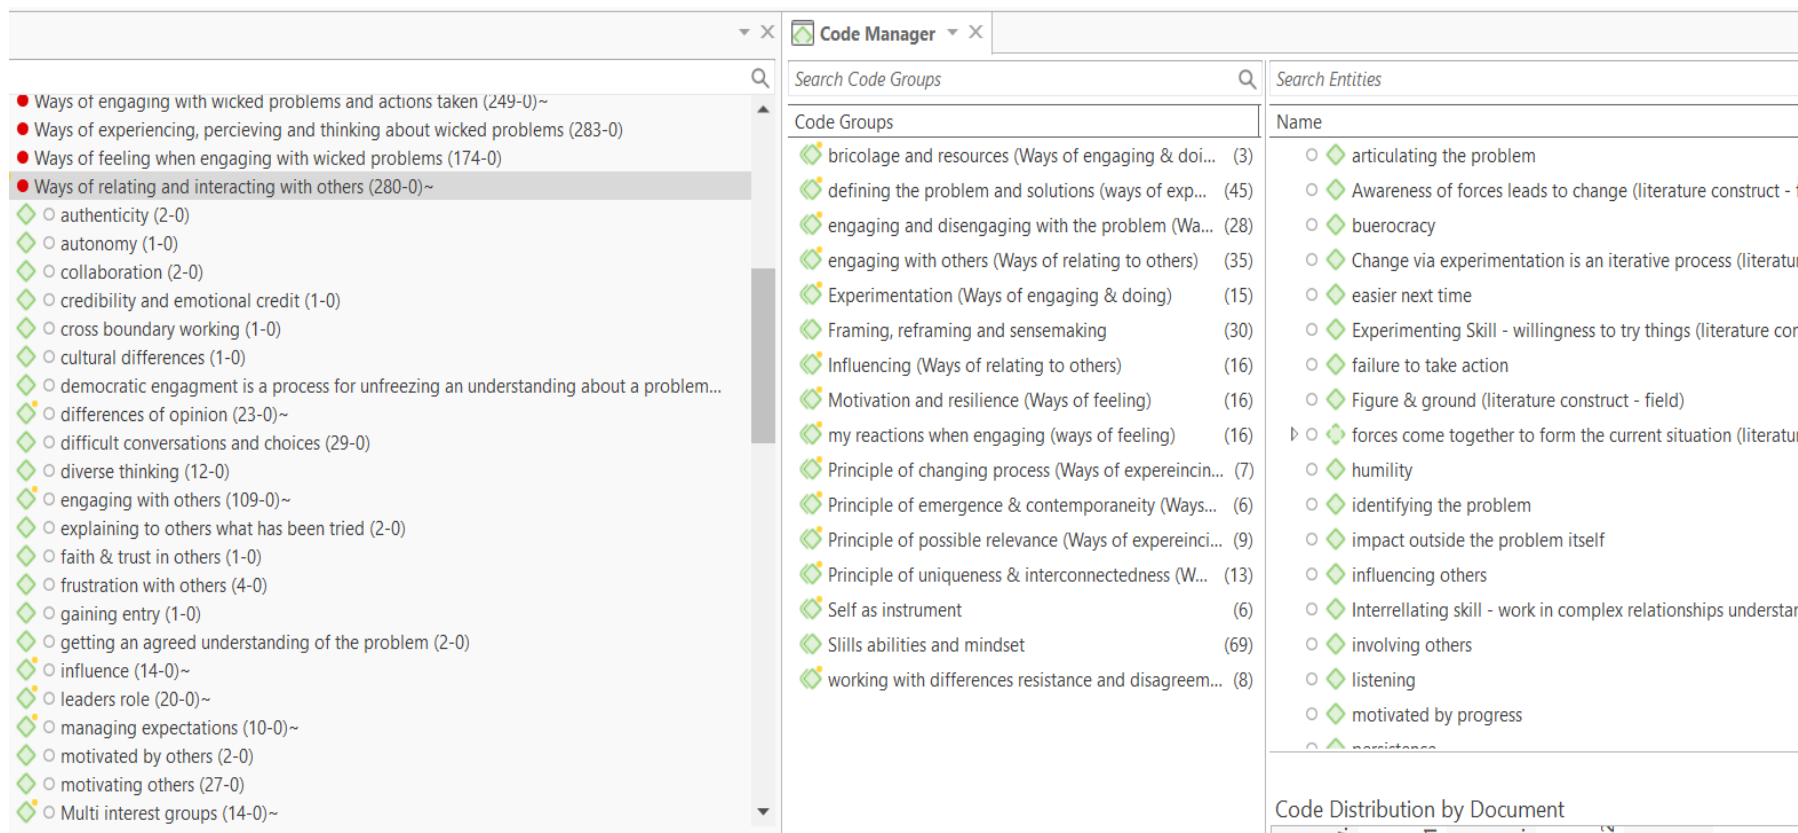 Ways of engaging with wicked problems and actions taken (249-0)~
Ways of experiencing, percieving and thinking about wicked problems (283-0)
Ways of feeling when engaging with wicked problems (174-0)
Ways of relating and interacting with others (280-0)~
authenticity (2-0)
autonomy (1-0)
collaboration (2-0)
credibility and emotional credit (1-0)
cross boundary working (1-0)
cultural differences (1-0)
democratic engagment is a process for unfreezing an understanding about a problem...
differences of opinion (23-0)~
difficult conversations and choices (29-0)
diverse thinking (12-0)
engaging with others (109-0)~
explaining to others what has been tried (2-0)
faith & trust in others (1-0)
frustration with others (4-0)
gaining entry (1-0)
getting an agreed understanding of the problem (2-0)
influence (14-0)~
leaders role (20-0)~
managing expectations (10-0)~
motivated by others (2-0)
motivating others (27-0)
Multi interest groups (14-0)~
Code Manager
Search Code Groups
Code Groups
bricolage and resources (Ways of engaging & doi... (3)
defining the problem and solutions (ways of exp... (45)
engaging and disengaging with the problem (Wa... (28)
engaging with others (Ways of relating to others) (35)
Experimentation (Ways of engaging & doing) (15)
Framing, reframing and sensemaking (30)
Influencing (Ways of relating to others) (16)
Motivation and resilience (Ways of feeling) (16)
my reactions when engaging (ways of feeling) (16)
Principle of changing process (Ways of expereincin... (7)
Principle of emergence & contemporaneity (Ways... (6)
Principle of possible relevance (Ways of expereinci... (9)
Principle of uniqueness & interconnectedness (W... (13)
Self as instrument (6)
Slills abilities and mindset (69)
working with differences resistance and disagreem... (8)
Search Entities
Name
articulating the problem
Awareness of forces leads to change (literature construct -
buerocracy
Change via experimentation is an iterative process (literatu
easier next time
Experimenting Skill - willingness to try things (literature cor
failure to take action
Figure & ground (literature construct - field)
forces come together to form the current situation (literatu
humility
identifying the problem
impact outside the problem itself
influencing others
Interrellating skill - work in complex relationships understar
involving others
listening
motivated by progress
persistence
Code Distribution by Document